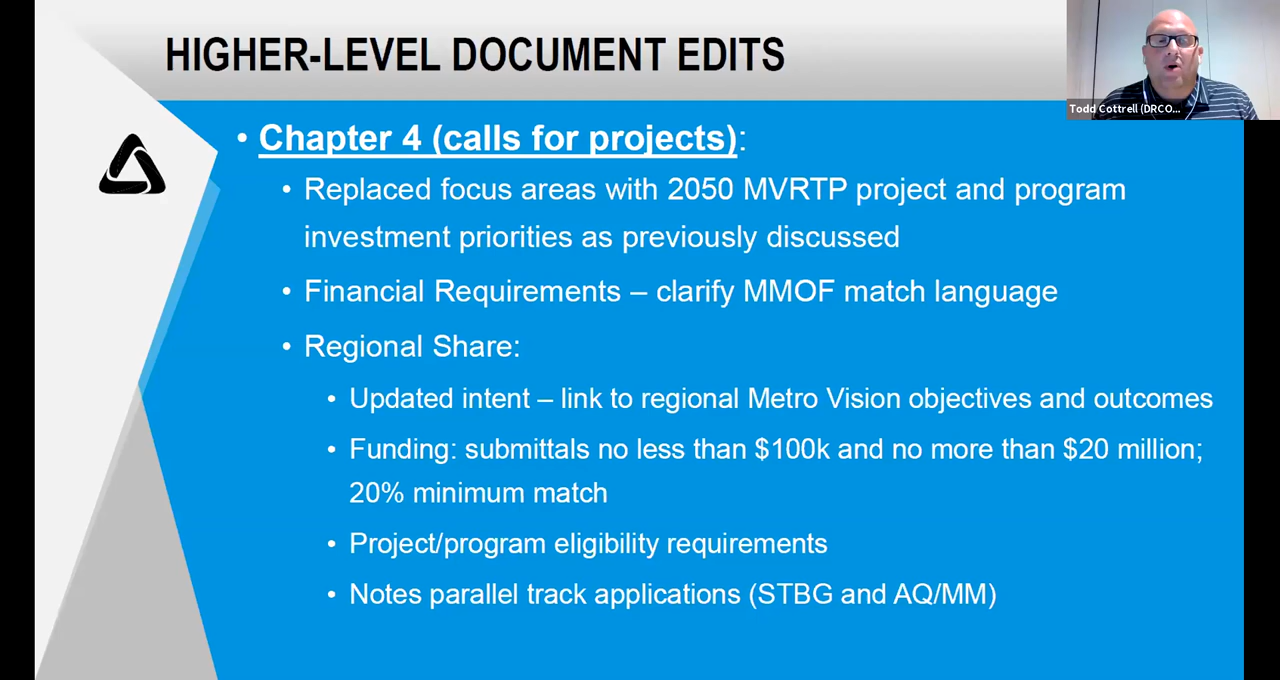 HIGHER-LEVEL DOCUMENT EDITS
Todd Cottrell (DRCO...
• Chapter 4 (calls for projects):
• Replaced focus areas with 2050 MVRTP project and program
investment priorities as previously discussed
• Financial Requirements – clarify MMOF match language
• Regional Share:
• Updated intent – link to regional Metro Vision objectives and outcomes
• Funding: submittals no less than $100k and no more than $20 million;
20% minimum match
• Project/program eligibility requirements
• Notes parallel track applications (STBG and AQ/MM)